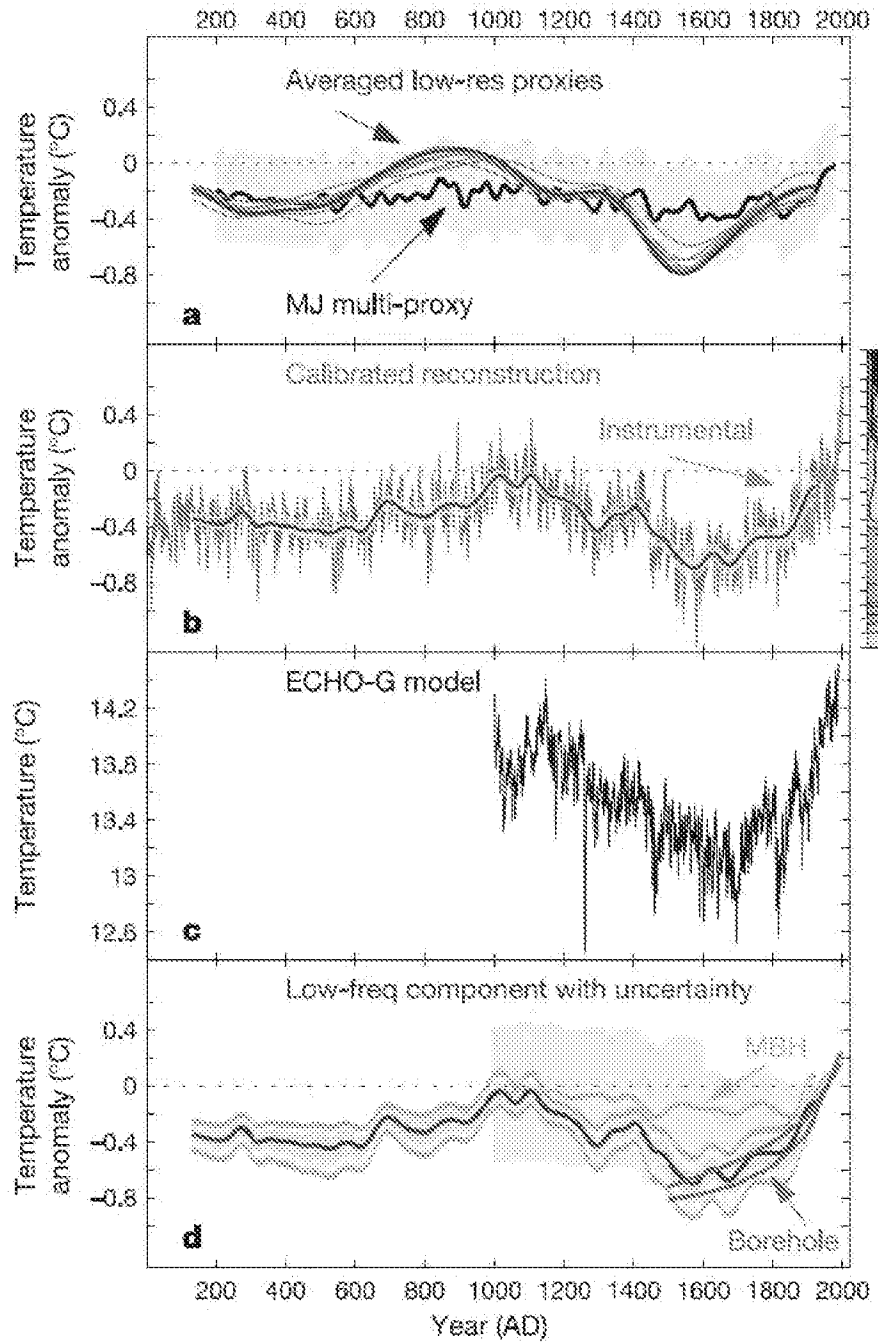 200 400 600 800 1000 1200 1400 1600 1800 2000
Averaged low-res proxies
0.4
0
−0.4
−0.8
Temperature
anomaly (°C)
MJ multi-proxy
a
Calibrated reconstruction
Instrumental
0.4
0
−0.4
−0.8
Temperature
anomaly (°C)
b
ECHO-G model
14.2
13.8
13.4
13
12.6
Temperature (°C)
c
Low-freq component with uncertainty
MBH
0.4
0
−0.4
−0.8
Temperature
anomaly (°C)
Borehole
d
200 400 600 800 1000 1200 1400 1600 1800 2000
Year (AD)